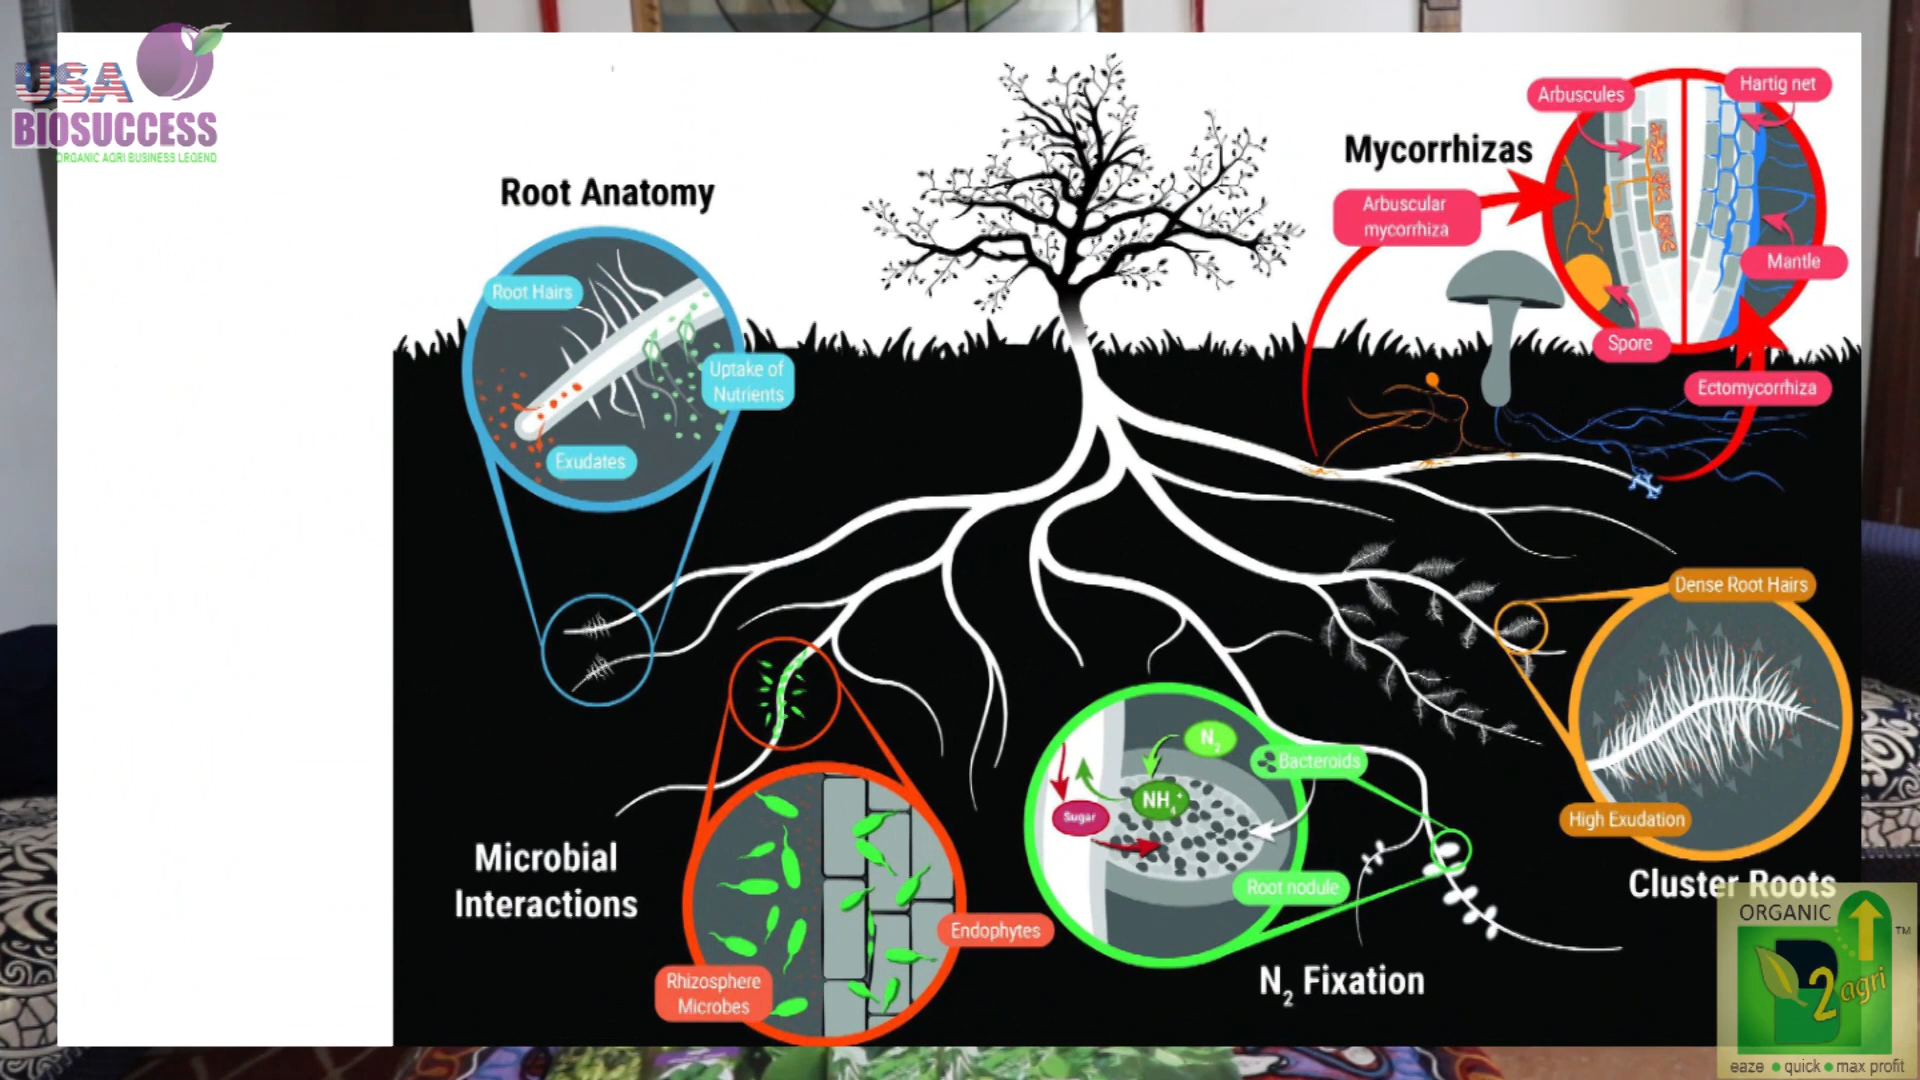 USA
BIOSUCCESS
ORGANIC AGRI BUSINESS LEGEND
Root Anatomy
Root Hairs
Uptake of
Nutrients
Exudates
Mycorrhizas
Arbuscules
Hartig net
Arbuscular
mycorrhiza
Mantle
Spore
Ectomycorrhiza
Dense Root Hairs
High Exudation
Cluster Roots
Microbial
Interactions
Rhizosphere
Microbes
Endophytes
N₂
Bacteroids
NH₄⁺
Sugar
Root nodule
N₂ Fixation
ORGANIC
TM
B2agri
eaze • quick • max profit